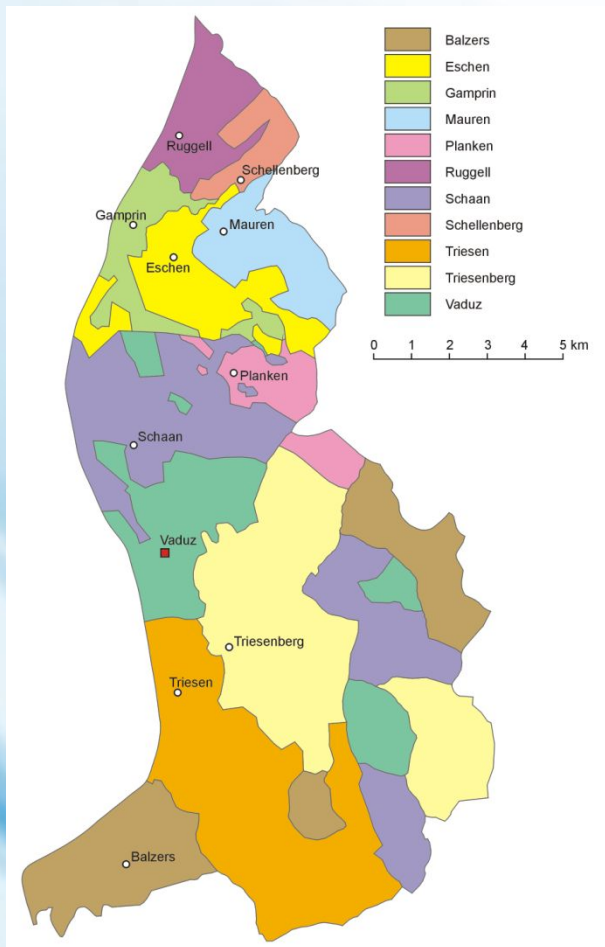 Balzers
Eschen
Gamprin
Mauren
Planken
Ruggell
Schaan
Schellenberg
Triesen
Triesenberg
Vaduz
0 1 2 3 4 5 km
Ruggell
Schellenberg
Gamprin
Mauren
Eschen
Planken
Schaan
Vaduz
Triesenberg
Triesen
Balzers